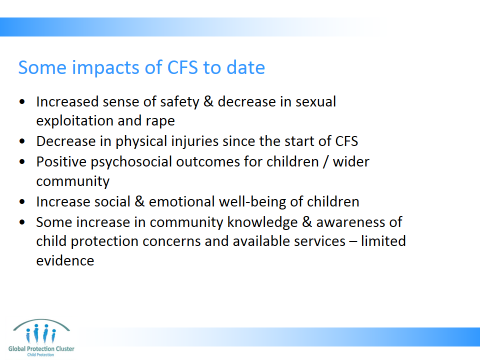 Some impacts of CFS to date
• Increased sense of safety & decrease in sexual
exploitation and rape
• Decrease in physical injuries since the start of CFS
• Positive psychosocial outcomes for children / wider
community
• Increase social & emotional well-being of children
• Some increase in community knowledge & awareness of
child protection concerns and available services – limited
evidence
Global Protection Cluster
Child Protection